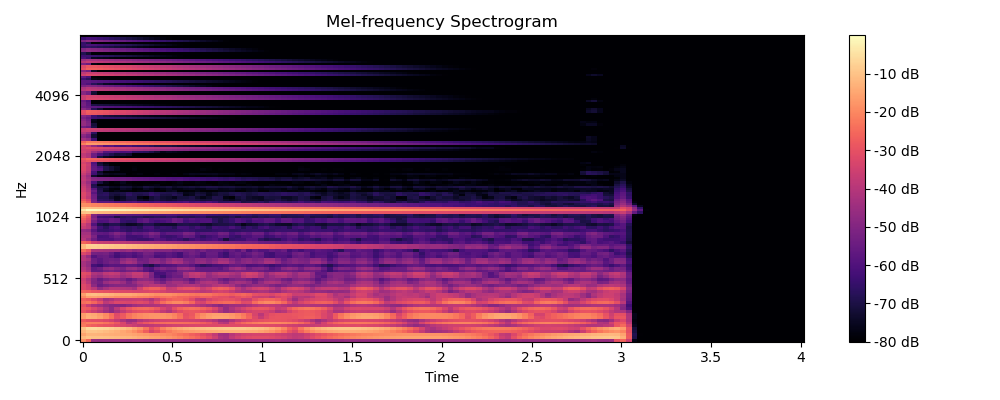 Mel-frequency Spectrogram
Hz
4096
2048
1024
512
0
0 0.5 1 1.5 2 2.5 3 3.5 4
Time
-10 dB
-20 dB
-30 dB
-40 dB
-50 dB
-60 dB
-70 dB
-80 dB